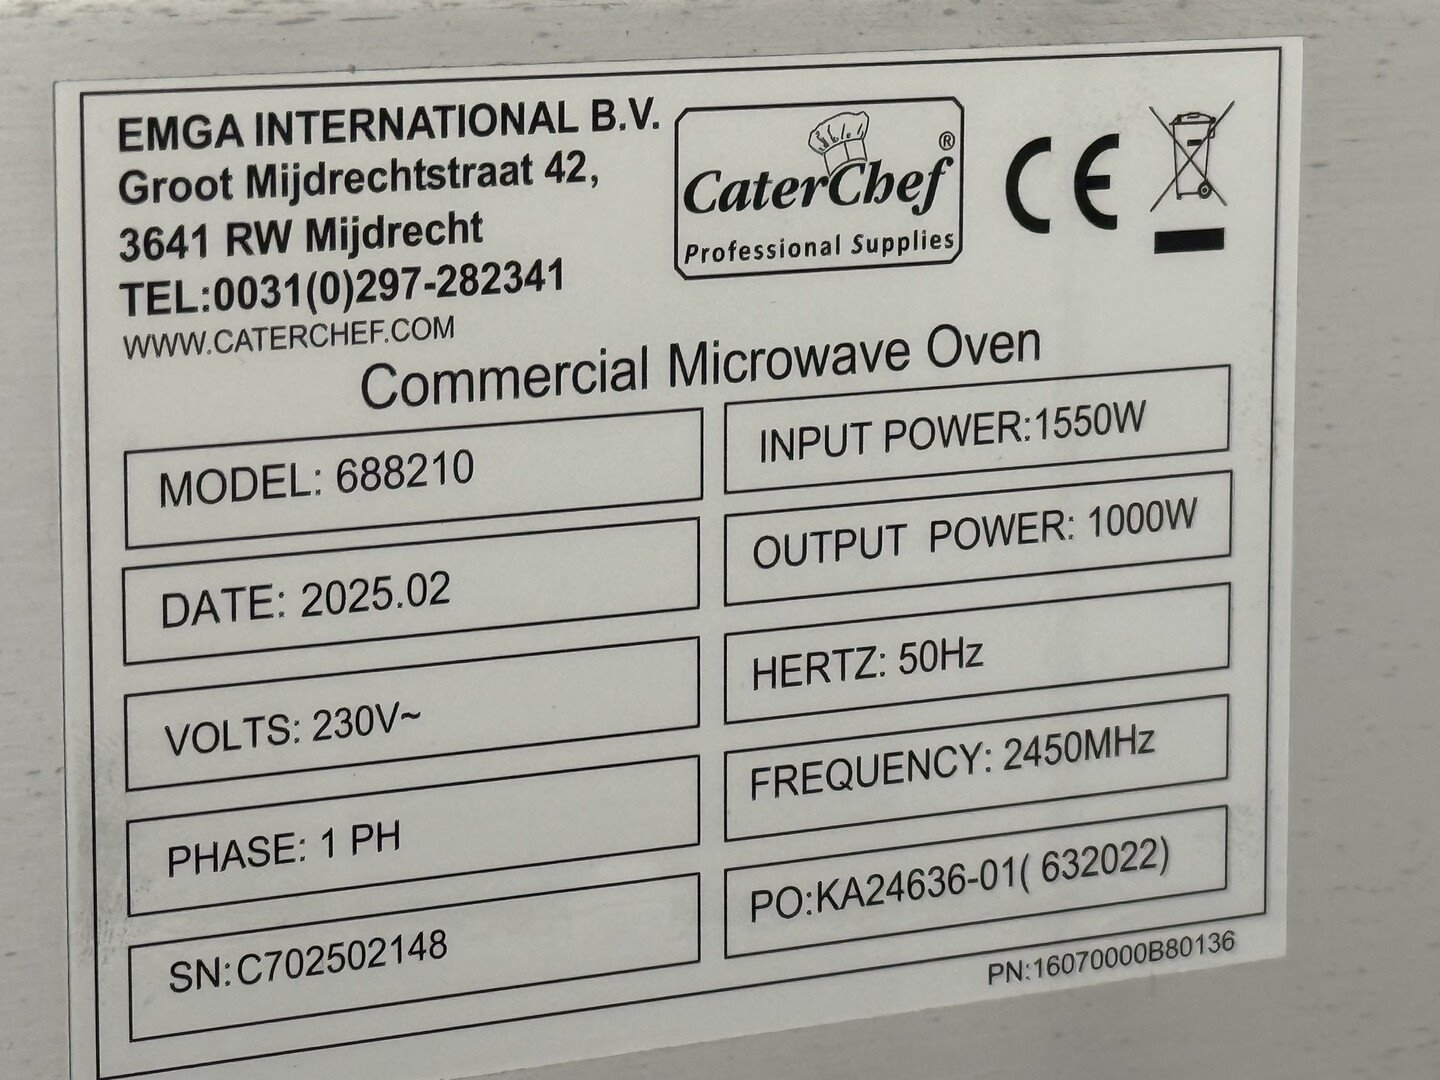 EMGA INTERNATIONAL B.V.
Groot Mijdrechtstraat 42,
3641 RW Mijdrecht
TEL:0031(0)297-282341
WWW.CATERCHEF.COM
CaterChef®
Professional Supplies
CE
Commercial Microwave Oven
MODEL: 688210
INPUT POWER:1550W
DATE: 2025.02
OUTPUT POWER: 1000W
VOLTS: 230V~
HERTZ: 50Hz
PHASE: 1 PH
FREQUENCY: 2450MHz
SN:C702502148
PO:KA24636-01( 632022)
PN:16070000B80136